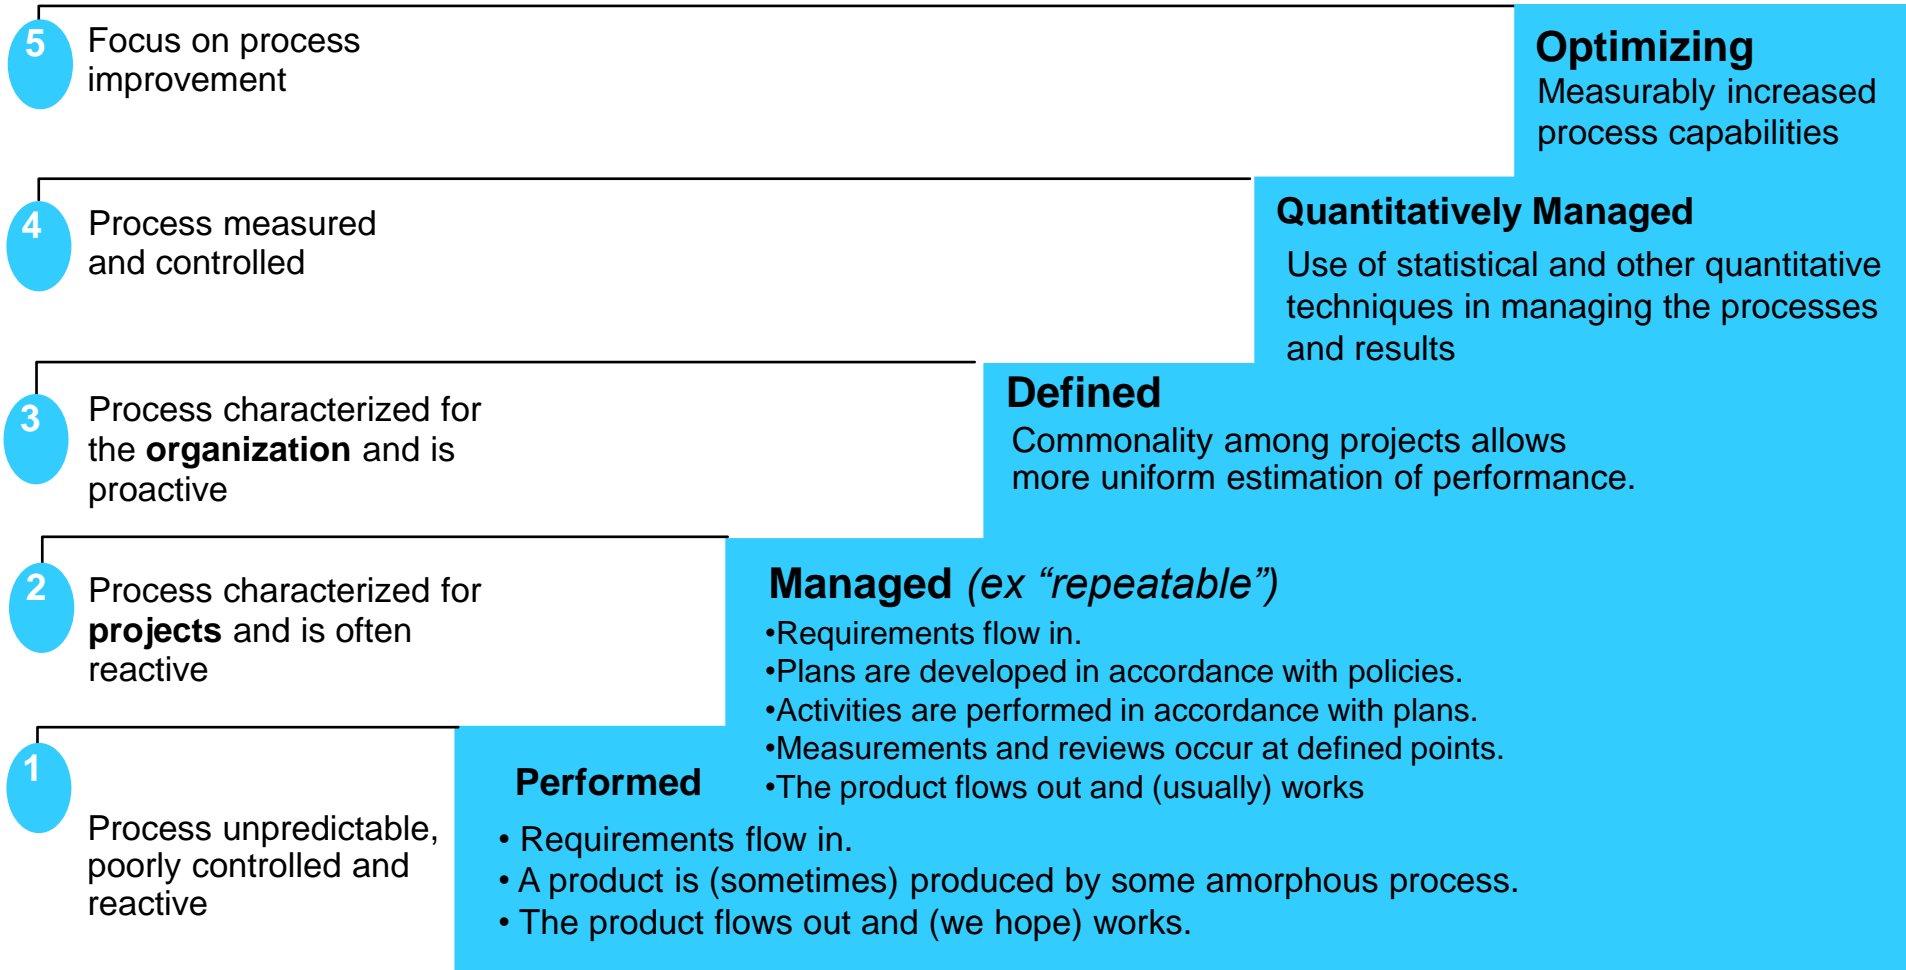 5
Focus on process
improvement
Optimizing
Measurably increased
process capabilities
4
Process measured
and controlled
Quantitatively Managed
Use of statistical and other quantitative
techniques in managing the processes
and results
3
Process characterized for
the organization and is
proactive
Defined
Commonality among projects allows
more uniform estimation of performance.
2
Process characterized for
projects and is often
reactive
Managed (ex “repeatable”)
•Requirements flow in.
•Plans are developed in accordance with policies.
•Activities are performed in accordance with plans.
•Measurements and reviews occur at defined points.
•The product flows out and (usually) works
1
Process unpredictable,
poorly controlled and
reactive
Performed
• Requirements flow in.
• A product is (sometimes) produced by some amorphous process.
• The product flows out and (we hope) works.